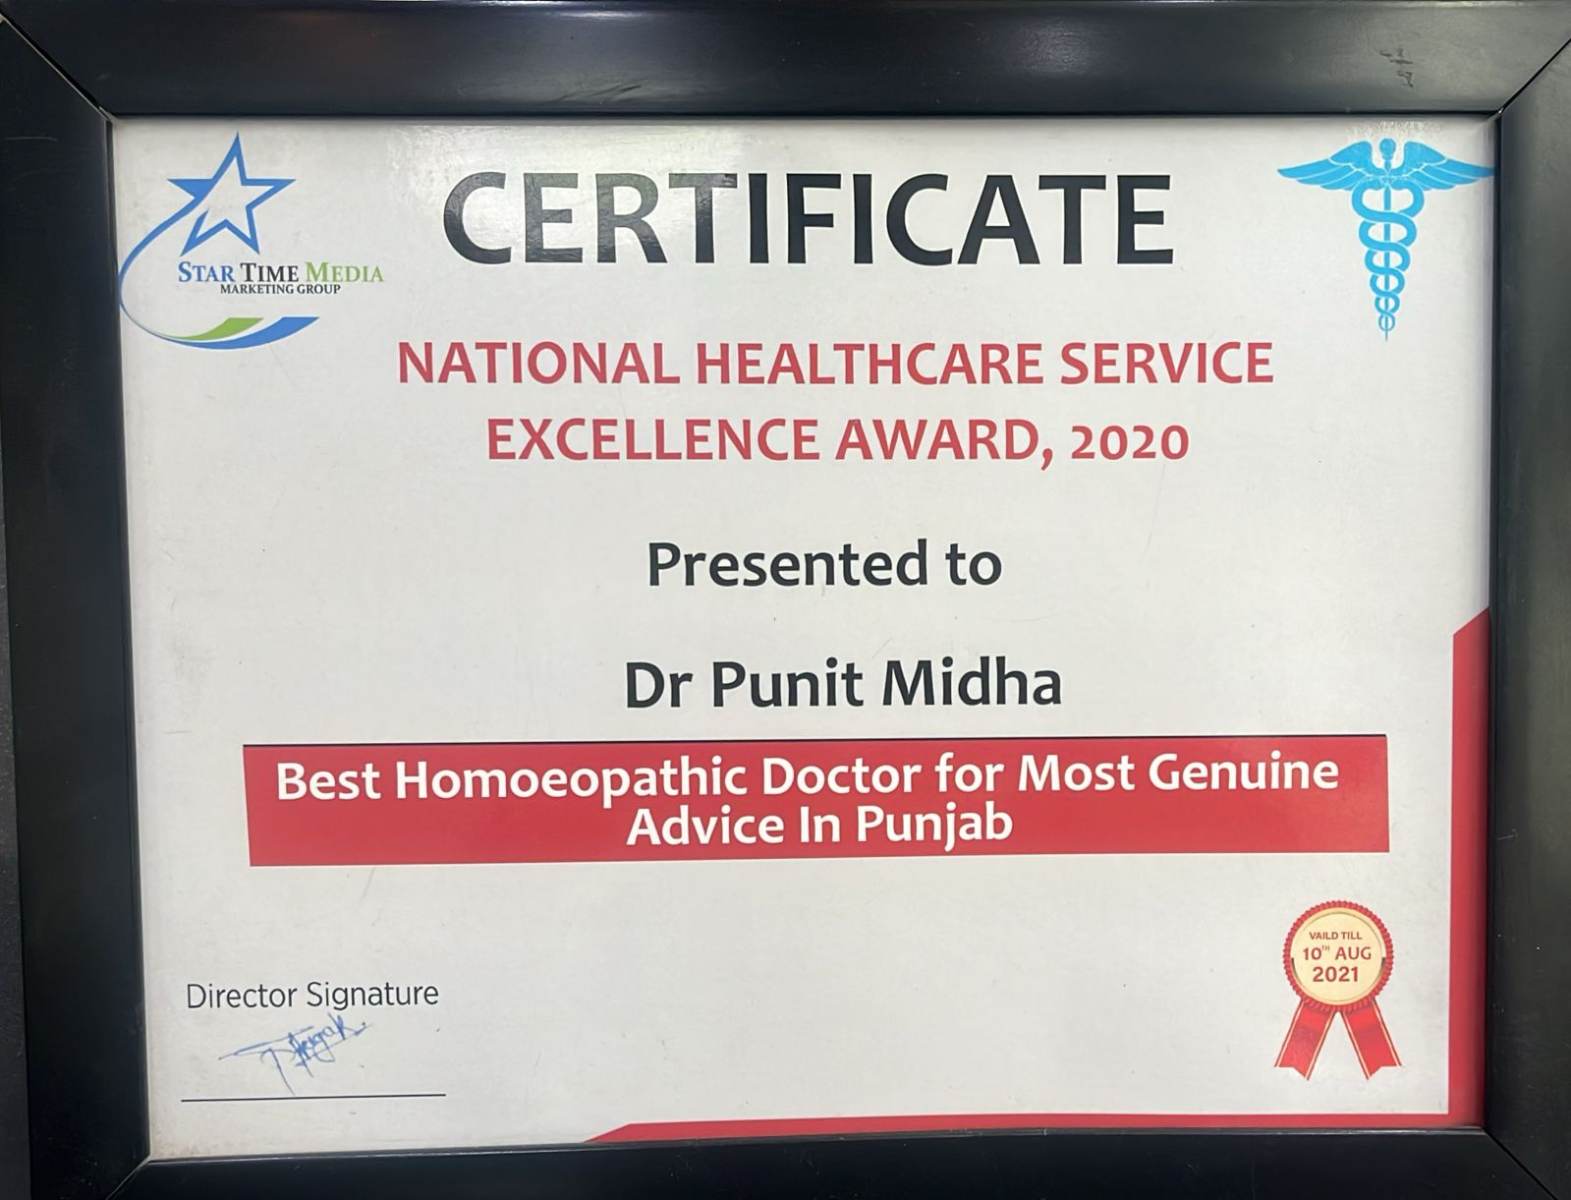 STAR TIME MEDIA
MARKETING GROUP
CERTIFICATE
NATIONAL HEALTHCARE SERVICE
EXCELLENCE AWARD, 2020
Presented to
Dr Punit Midha
Best Homoeopathic Doctor for Most Genuine
Advice In Punjab
VAILD TILL
10TH AUG
2021
Director Signature